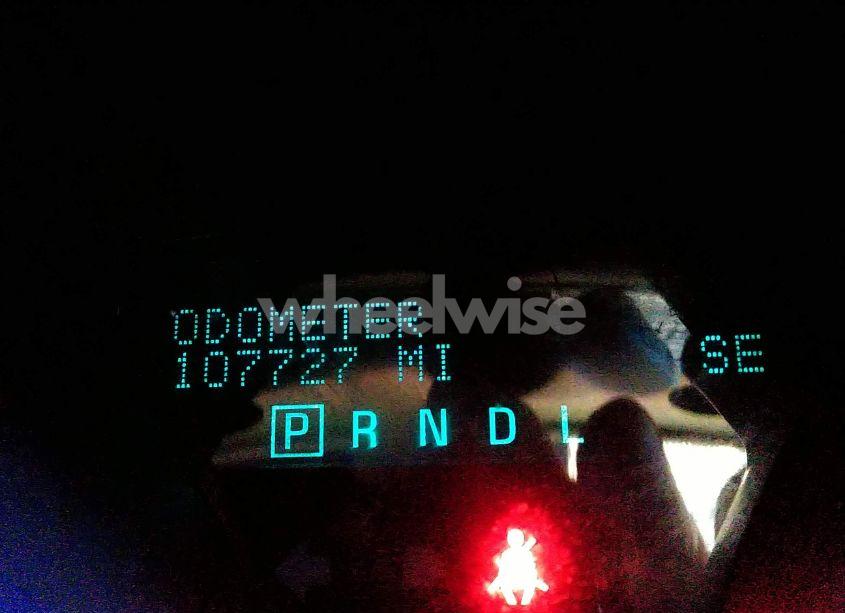 wheelwise
ODOMETER
107727 MI
SE
P R N D L